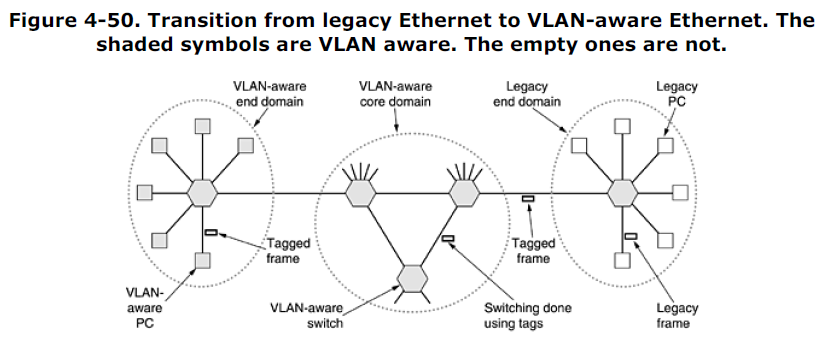 Figure 4-50. Transition from legacy Ethernet to VLAN-aware Ethernet. The
shaded symbols are VLAN aware. The empty ones are not.
VLAN-aware
end domain
VLAN-aware
core domain
Legacy
end domain
Legacy
PC
Tagged
frame
Tagged
frame
VLAN-
aware
PC
VLAN-aware
switch
Switching done
using tags
Legacy
frame